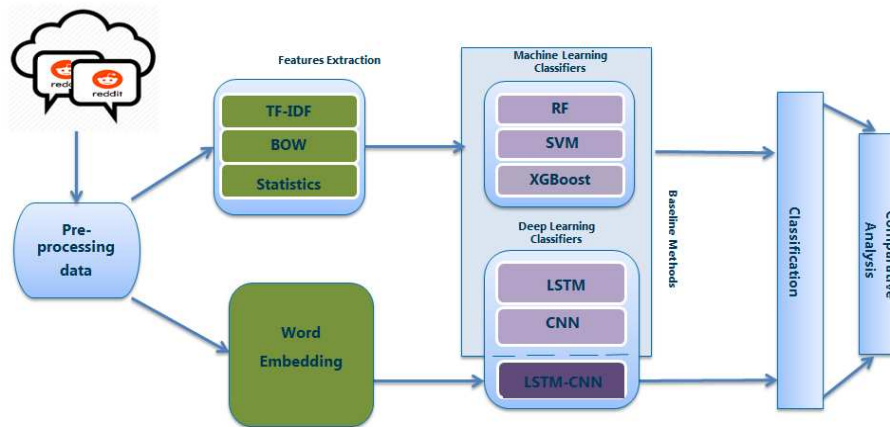 reddit
reddit
Pre-
processing
data
Features Extraction
TF-IDF
BOW
Statistics
Word
Embedding
Machine Learning
Classifiers
RF
SVM
XGBoost
Deep Learning
Classifiers
LSTM
CNN
LSTM-CNN
Baseline Methods
Classification
Comparative
Analysis